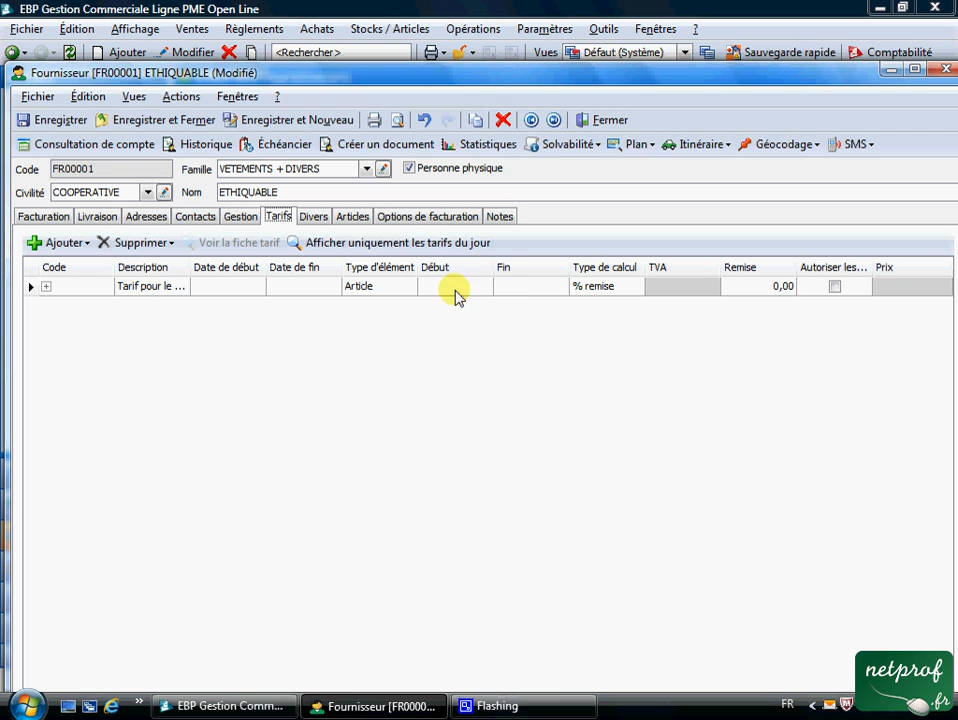 EBP Gestion Commerciale Ligne PME Open Line
Fichier Édition Affichage Ventes Règlements Achats Stocks / Articles Opérations Paramètres Outils Fenêtres ?
Ajouter Modifier <Rechercher> Vues Défaut (Système) Sauvegarde rapide Comptabilité
Fournisseur [FR00001] ETHIQUABLE (Modifié)
Fichier Édition Vues Actions Fenêtres ?
Enregistrer Enregistrer et Fermer Enregistrer et Nouveau Fermer
Consultation de compte Historique Échéancier Créer un document Statistiques Solvabilité Plan Itinéraire Géocodage SMS
Code FR00001 Famille VETEMENTS + DIVERS Personne physique
Civilité COOPERATIVE Nom ETHIQUABLE
Facturation Livraison Adresses Contacts Gestion Tarifs Divers Articles Options de facturation Notes
Ajouter Supprimer Voir la fiche tarif Afficher uniquement les tarifs du jour
Code Description Date de début Date de fin Type d'élément Début Fin Type de calcul TVA Remise Autoriser les... Prix
Tarif pour le ... Article % remise 0,00
netprof
.fr
EBP Gestion Comm... Fournisseur [FR0000... Flashing FR